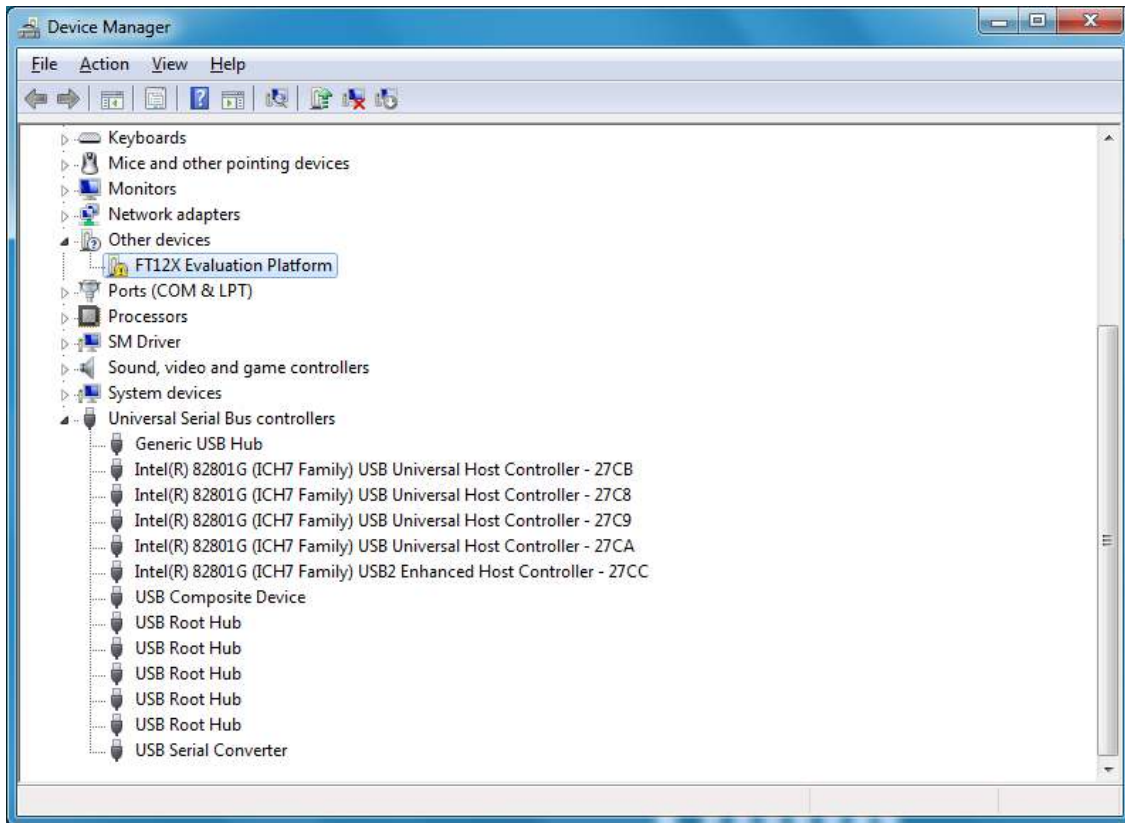 Device Manager
File Action View Help
Keyboards
Mice and other pointing devices
Monitors
Network adapters
Other devices
FT12X Evaluation Platform
Ports (COM & LPT)
Processors
SM Driver
Sound, video and game controllers
System devices
Universal Serial Bus controllers
Generic USB Hub
Intel(R) 82801G (ICH7 Family) USB Universal Host Controller - 27CB
Intel(R) 82801G (ICH7 Family) USB Universal Host Controller - 27C8
Intel(R) 82801G (ICH7 Family) USB Universal Host Controller - 27C9
Intel(R) 82801G (ICH7 Family) USB Universal Host Controller - 27CA
Intel(R) 82801G (ICH7 Family) USB2 Enhanced Host Controller - 27CC
USB Composite Device
USB Root Hub
USB Root Hub
USB Root Hub
USB Root Hub
USB Root Hub
USB Serial Converter